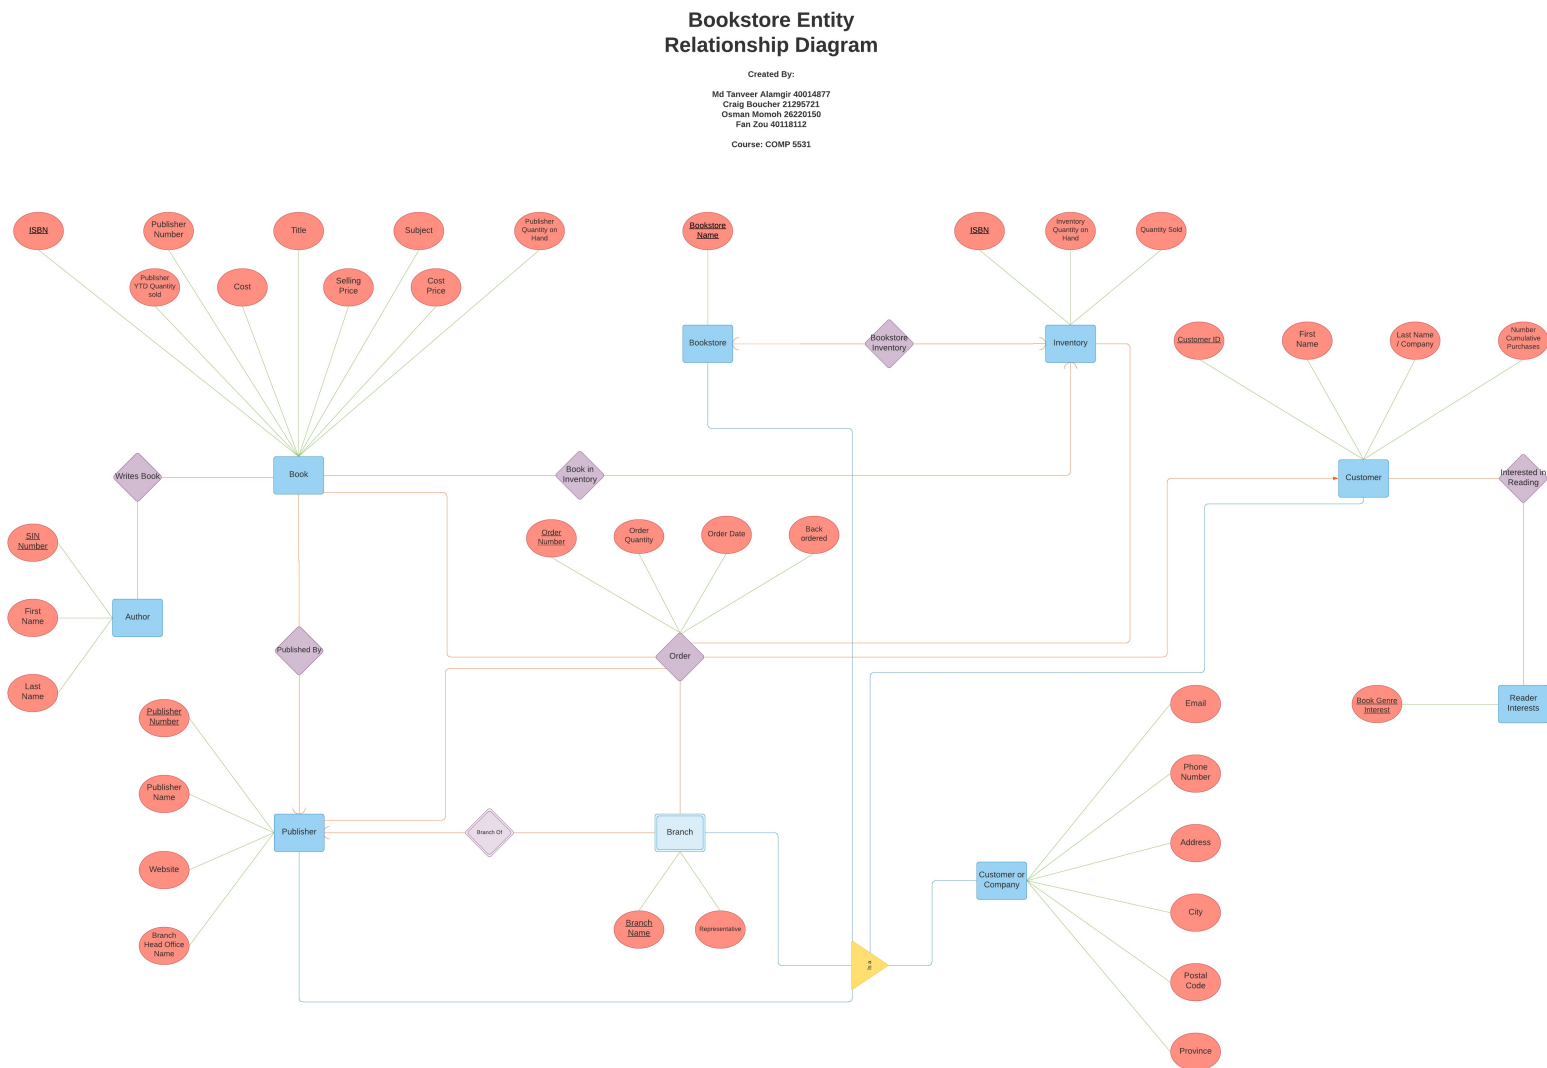 Bookstore Entity
Relationship Diagram
Created By:
Md Tanveer Alamgir 40014877
Craig Boucher 21295721
Osman Momoh 26220150
Fan Zou 40118112
Course: COMP 5531
ISBN
Publisher
Number
Title
Subject
Publisher
Quantity on
Hand
Bookstore
Name
ISBN
Inventory
Quantity on
Hand
Quantity Sold
Publisher
YTD Quantity
sold
Cost
Selling
Price
Cost
Price
Bookstore
Bookstore
Inventory
Inventory
Customer ID
First
Name
Last Name
/ Company
Number
Cumulative
Purchases
Writes Book
Book
Book in
Inventory
Customer
Interested in
Reading
SIN
Number
Order
Number
Order
Quantity
Order Date
Back
ordered
First
Name
Author
Last
Name
Published By
Order
Publisher
Number
Email
Book Genre
Interest
Reader
Interests
Publisher
Name
Phone
Number
Publisher
Branch Of
Branch
Address
Website
Customer or
Company
Branch
Head Office
Name
Branch
Name
Representative
City
is a
Postal
Code
Province